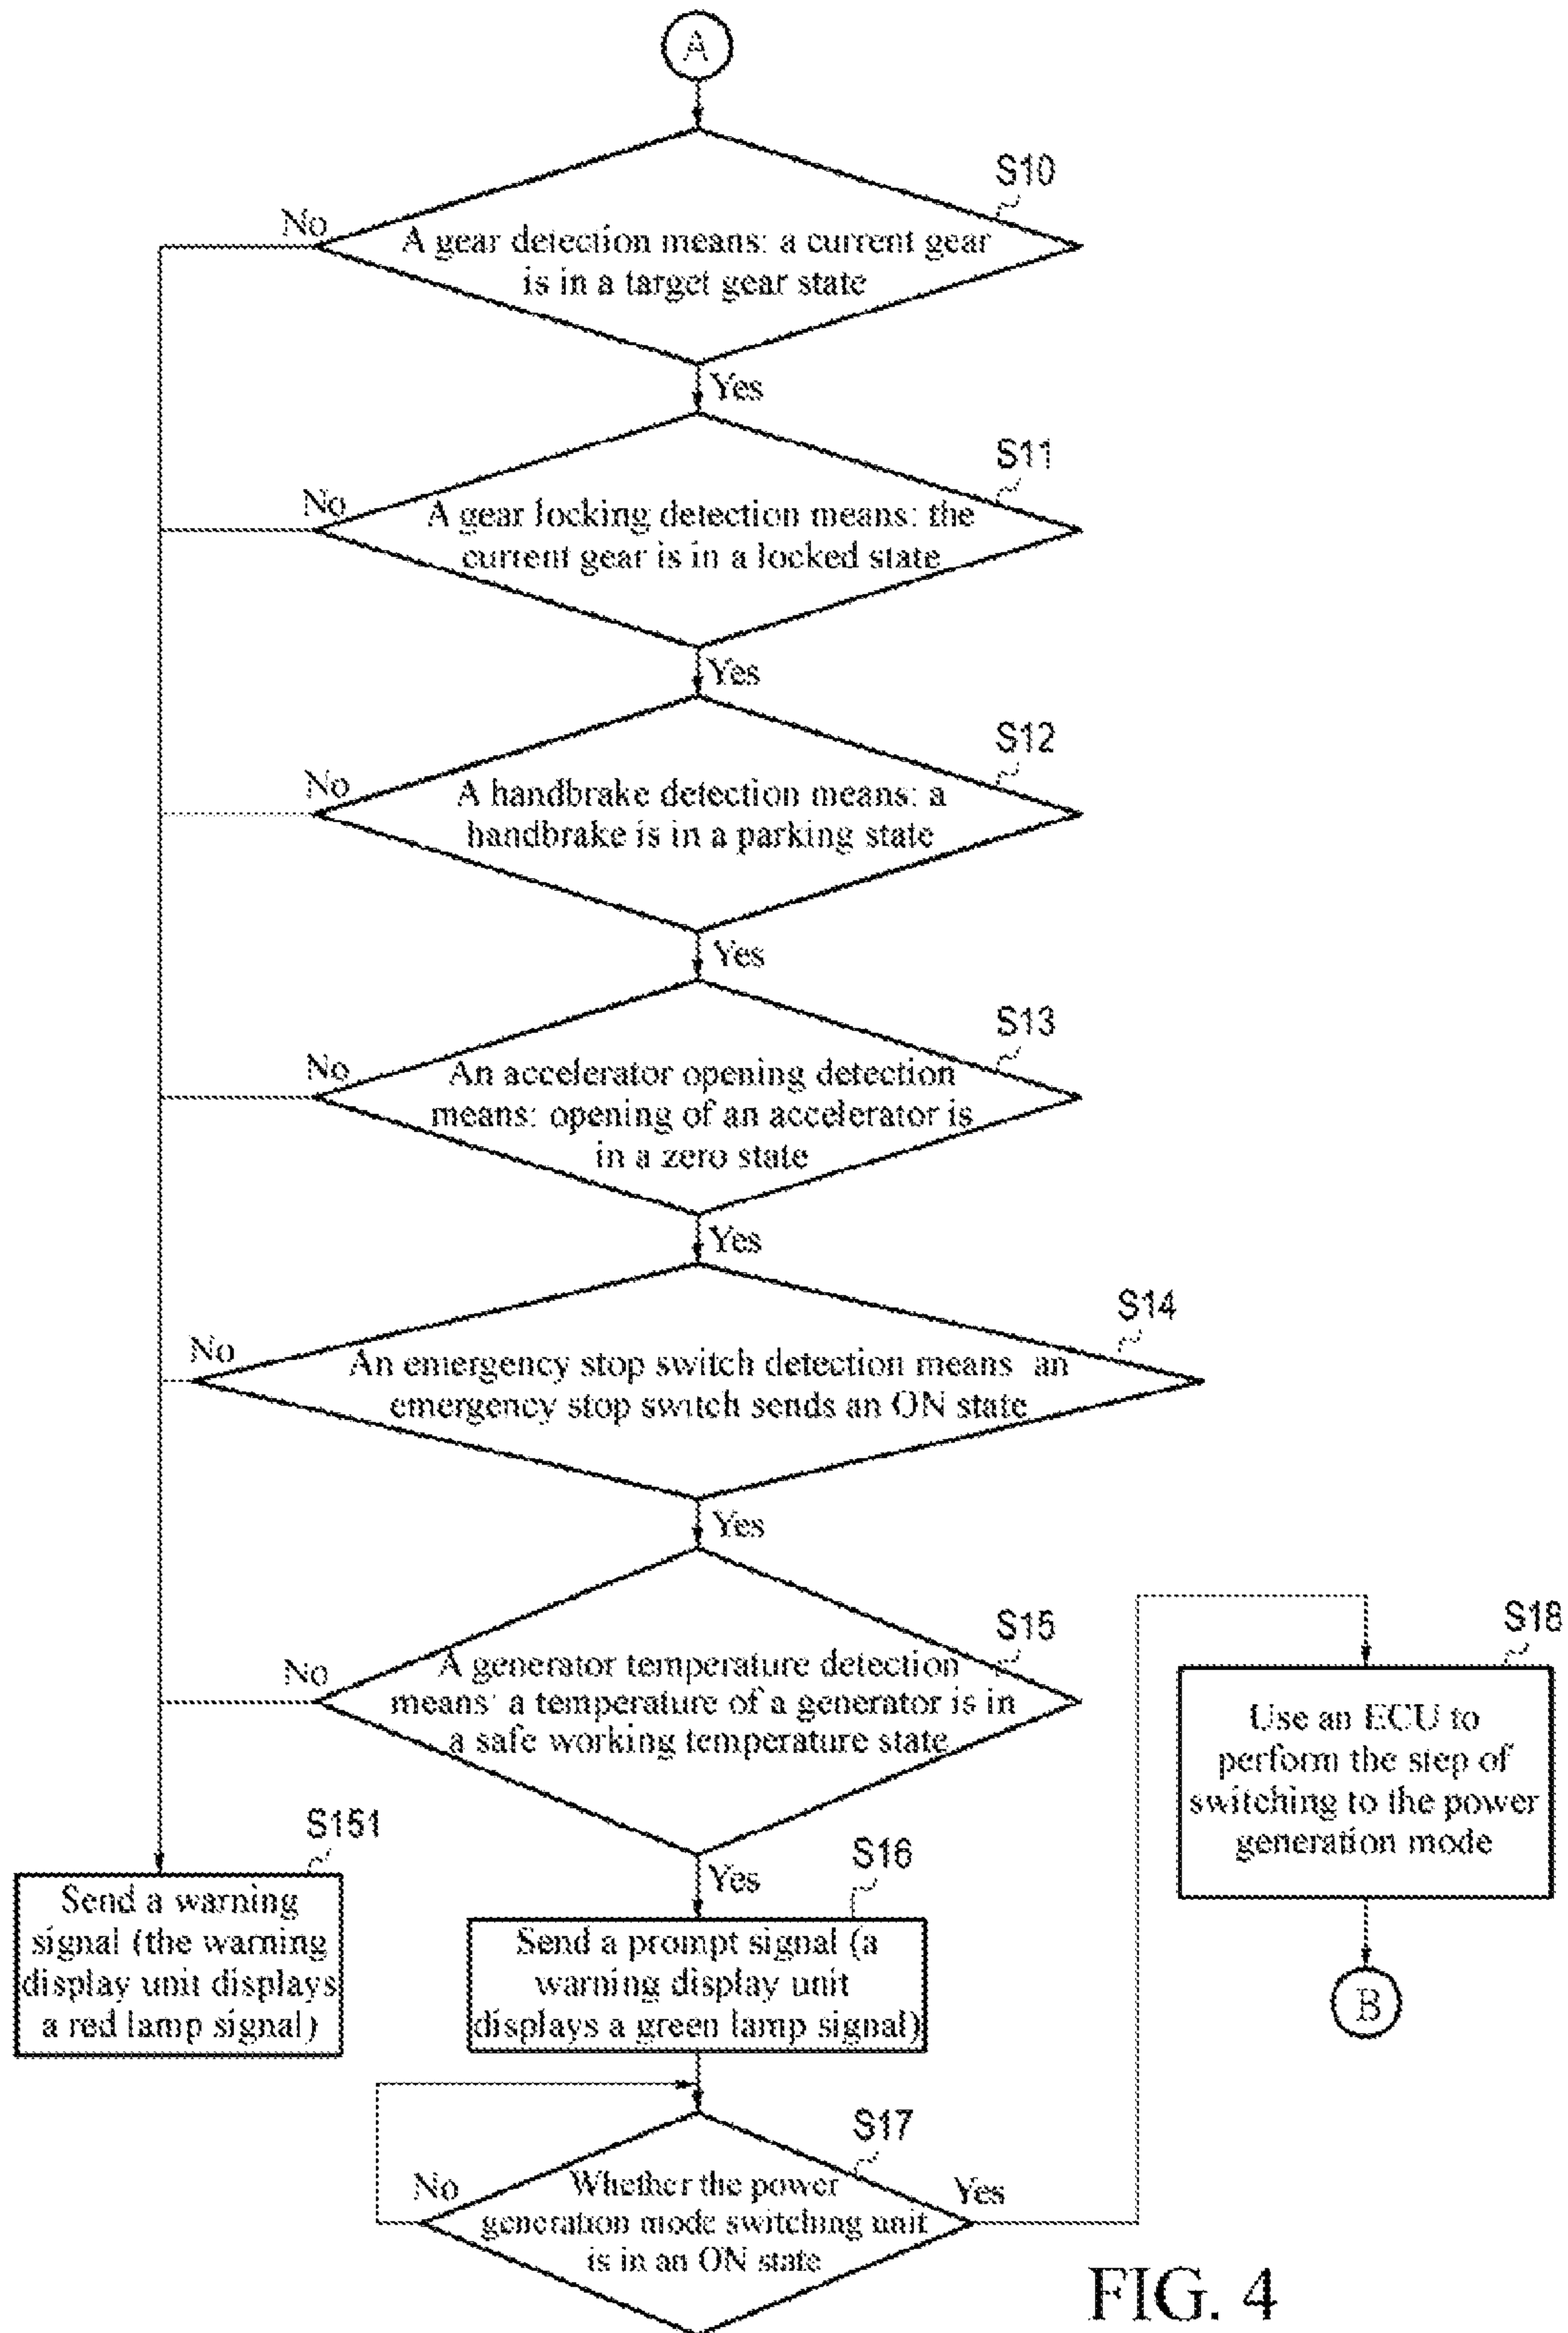 A
S10
No
A gear detection means: a current gear
is in a target gear state
Yes
S11
No
A gear locking detection means: the
current gear is in a locked state
Yes
S12
No
A handbrake detection means: a
handbrake is in a parking state
Yes
S13
No
An accelerator opening detection
means: opening of an accelerator is
in a zero state
Yes
S14
No
An emergency stop switch detection means an
emergency stop switch sends an ON state
Yes
S15
No
A generator temperature detection
means: a temperature of a generator is in
a safe working temperature state
Yes
S18
Use an ECU to
perform the step of
switching to the power
generation mode
B
S151
Send a warning
signal (the warning
display unit displays
a red lamp signal)
S16
Send a prompt signal (a
warning display unit
displays a green lamp signal)
S17
No
Whether the power
generation mode switching unit
is in an ON state
Yes
FIG. 4